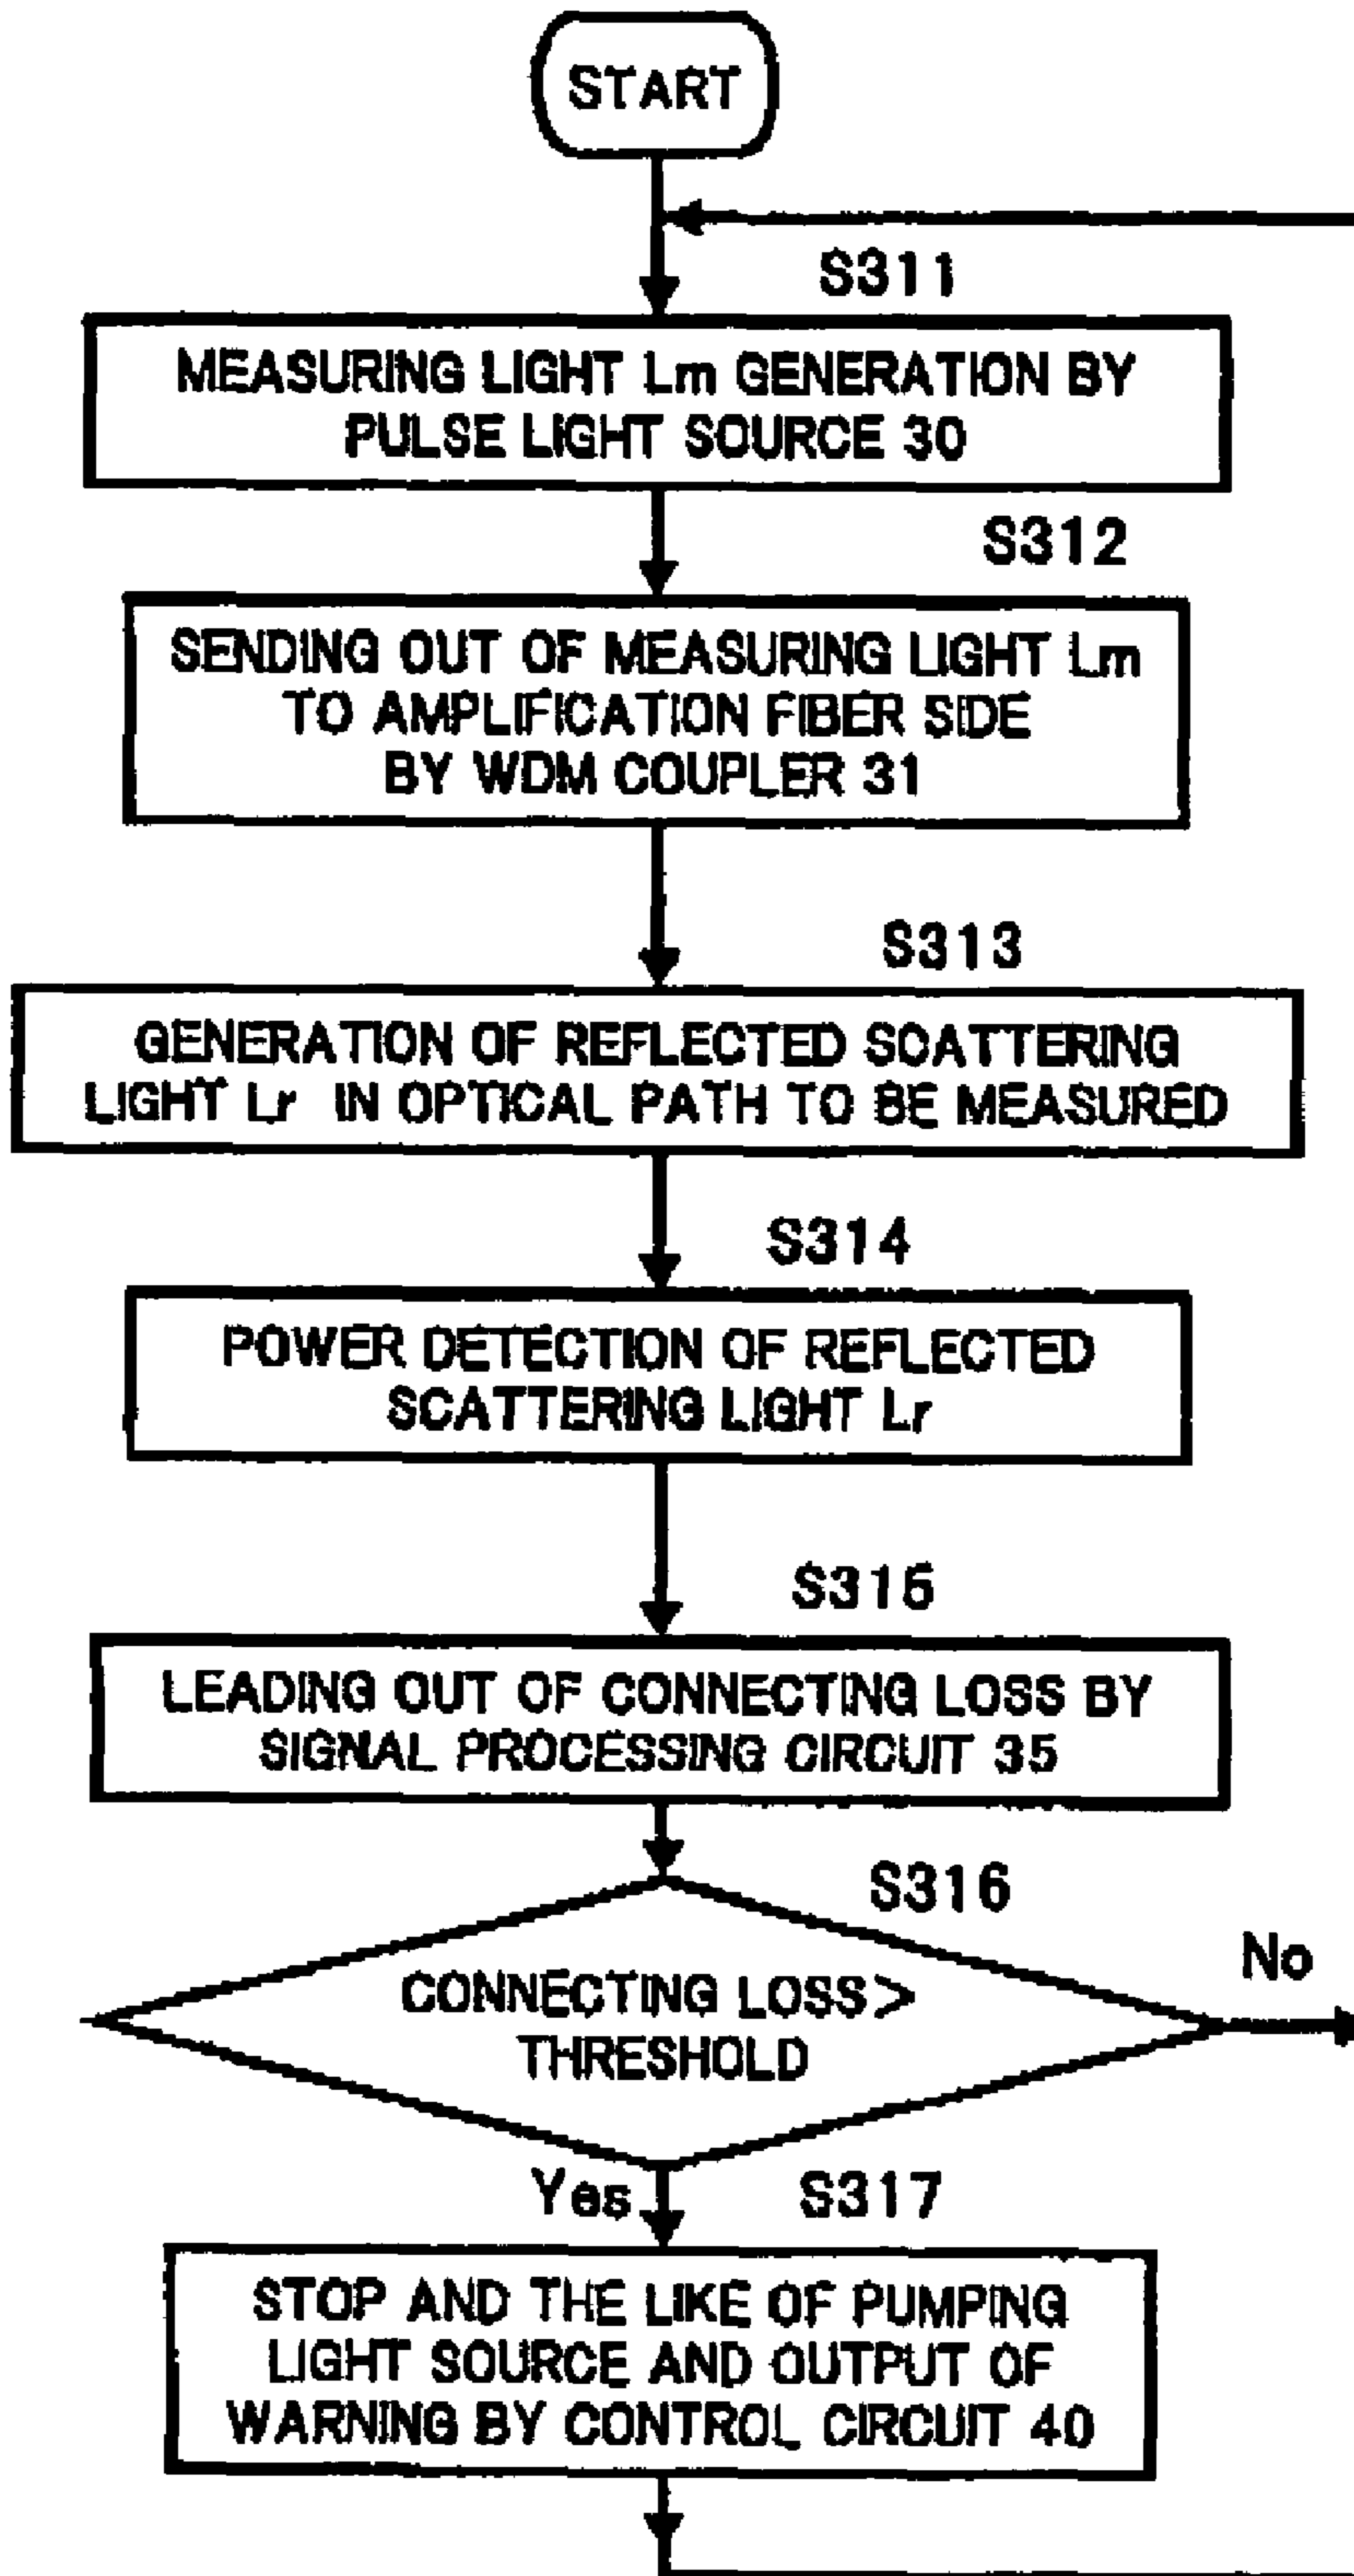 START
S311
MEASURING LIGHT Lm GENERATION BY
PULSE LIGHT SOURCE 30
S312
SENDING OUT OF MEASURING LIGHT Lm
TO AMPLIFICATION FIBER SIDE
BY WDM COUPLER 31
S313
GENERATION OF REFLECTED SCATTERING
LIGHT Lr IN OPTICAL PATH TO BE MEASURED
S314
POWER DETECTION OF REFLECTED
SCATTERING LIGHT Lr
S315
LEADING OUT OF CONNECTING LOSS BY
SIGNAL PROCESSING CIRCUIT 35
S316
CONNECTING LOSS>
THRESHOLD
No
Yes
S317
STOP AND THE LIKE OF PUMPING
LIGHT SOURCE AND OUTPUT OF
WARNING BY CONTROL CIRCUIT 40